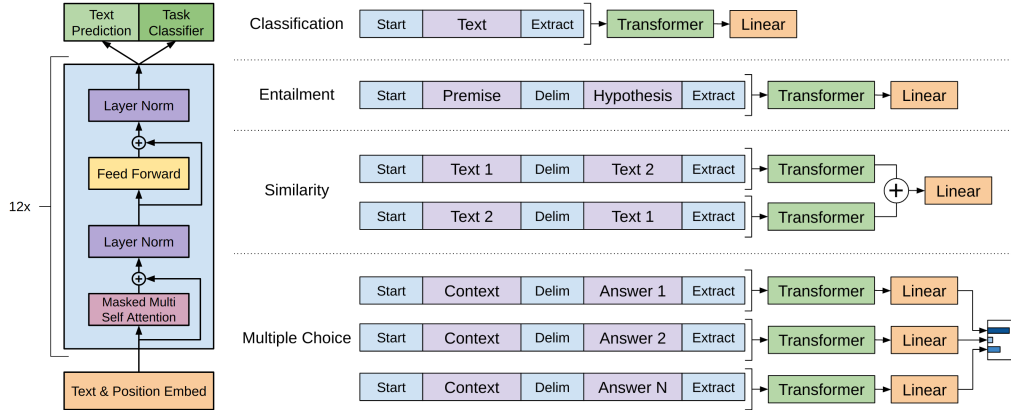 Text
Prediction
Task
Classifier
Layer Norm
Feed Forward
12x
Layer Norm
Masked Multi
Self Attention
Text & Position Embed
Classification
Start Text Extract Transformer Linear
Entailment
Start Premise Delim Hypothesis Extract Transformer Linear
Similarity
Start Text 1 Delim Text 2 Extract Transformer
Linear
Start Text 2 Delim Text 1 Extract Transformer
Multiple Choice
Start Context Delim Answer 1 Extract Transformer Linear
Start Context Delim Answer 2 Extract Transformer Linear
Start Context Delim Answer N Extract Transformer Linear